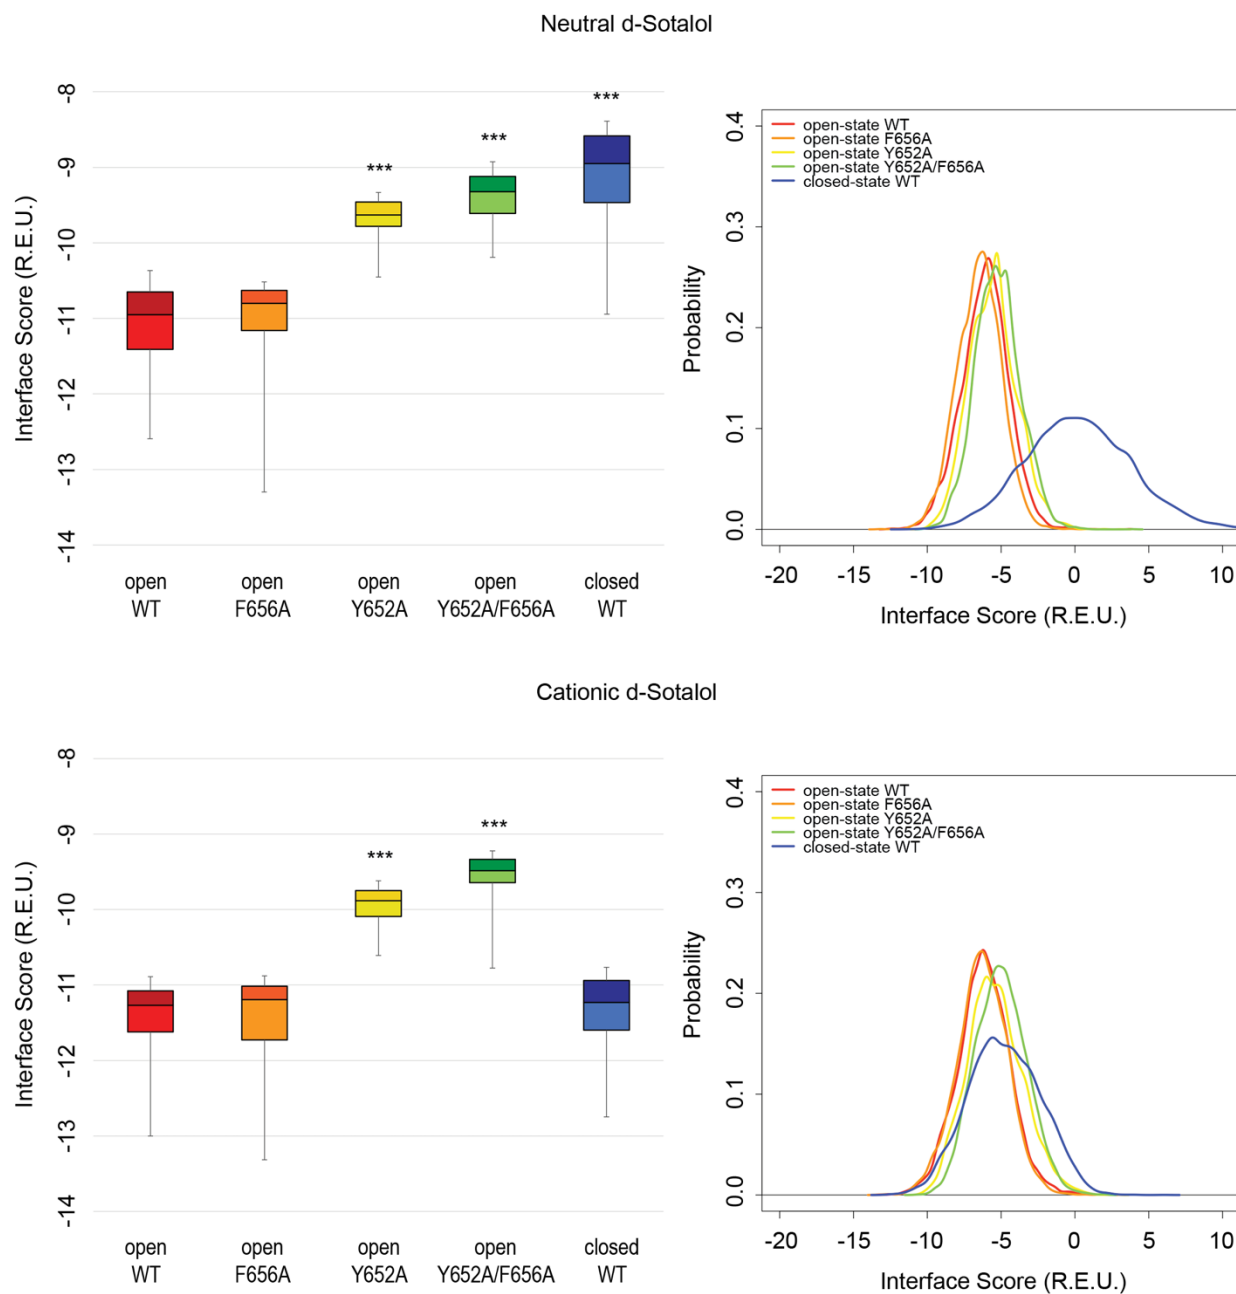 Neutral d-Sotalol
Interface Score (R.E.U.)
-8
-9
-10
-11
-12
-13
-14
***
***
***
open
WT
open
F656A
open
Y652A
open
Y652A/F656A
closed
WT
Probability
0.4
0.3
0.2
0.1
0.0
open-state WT
open-state F656A
open-state Y652A
open-state Y652A/F656A
closed-state WT
-20
-15
-10
-5
0
5
10
Interface Score (R.E.U.)
Cationic d-Sotalol
Interface Score (R.E.U.)
-8
-9
-10
-11
-12
-13
-14
***
***
open
WT
open
F656A
open
Y652A
open
Y652A/F656A
closed
WT
Probability
0.4
0.3
0.2
0.1
0.0
open-state WT
open-state F656A
open-state Y652A
open-state Y652A/F656A
closed-state WT
-20
-15
-10
-5
0
5
10
Interface Score (R.E.U.)